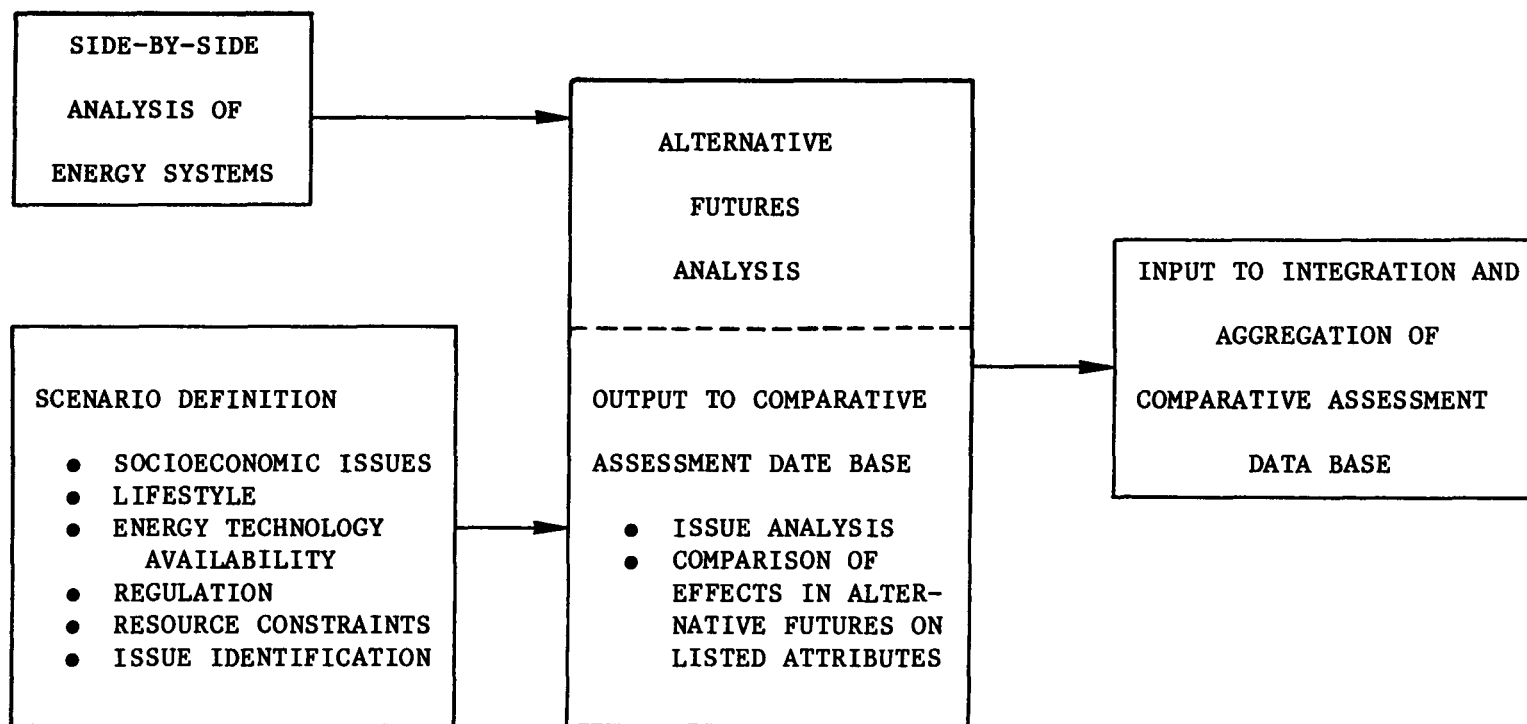 SIDE-BY-SIDE
ANALYSIS OF
ENERGY SYSTEMS
SCENARIO DEFINITION
● SOCIOECONOMIC ISSUES
● LIFESTYLE
● ENERGY TECHNOLOGY
AVAILABILITY
● REGULATION
● RESOURCE CONSTRAINTS
● ISSUE IDENTIFICATION
ALTERNATIVE
FUTURES
ANALYSIS
OUTPUT TO COMPARATIVE
ASSESSMENT DATE BASE
● ISSUE ANALYSIS
● COMPARISON OF
EFFECTS IN ALTER-
NATIVE FUTURES ON
LISTED ATTRIBUTES
INPUT TO INTEGRATION AND
AGGREGATION OF
COMPARATIVE ASSESSMENT
DATA BASE